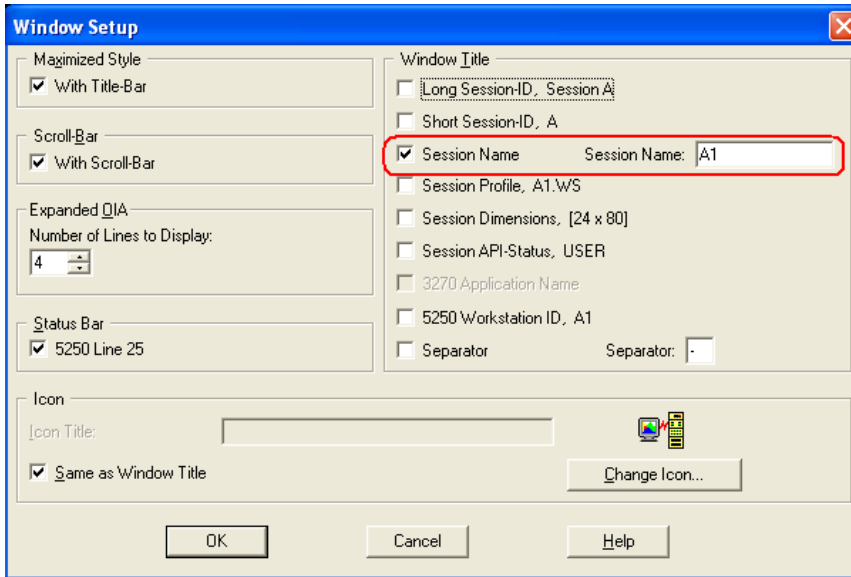 Window Setup
Maximized Style
With Title-Bar
Scroll-Bar
With Scroll-Bar
Expanded OIA
Number of Lines to Display:
4
Status Bar
5250 Line 25
Window Title
Long Session-ID, Session A
Short Session-ID, A
Session Name Session Name: A1
Session Profile, A1.WS
Session Dimensions, [24 x 80]
Session API-Status, USER
3270 Application Name
5250 Workstation ID, A1
Separator Separator: -
Icon
Icon Title:
Same as Window Title
Change Icon...
OK Cancel Help